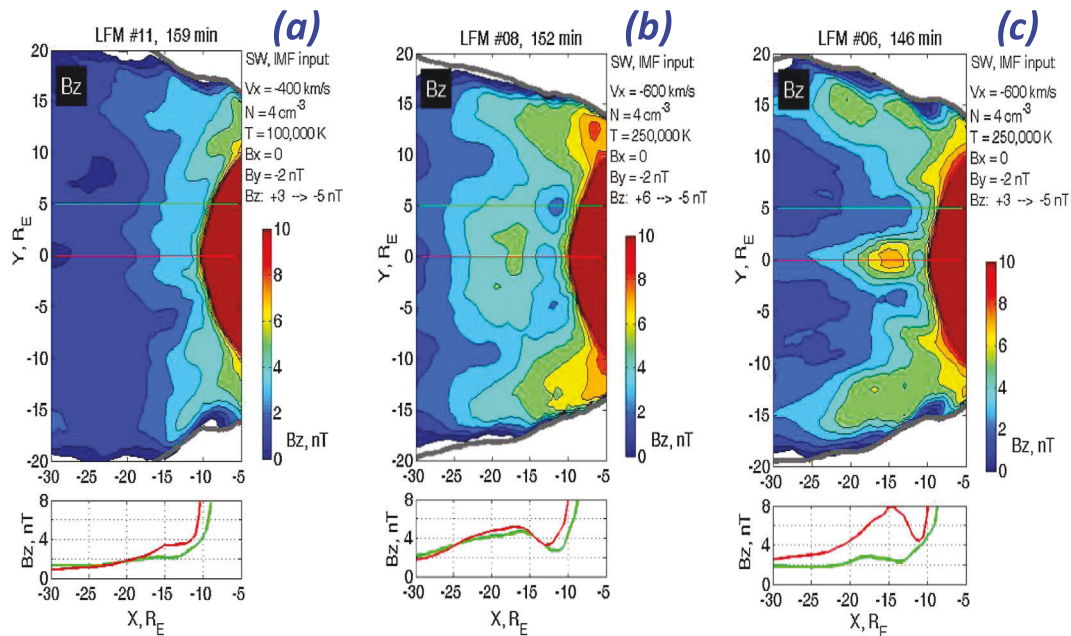 (a)
LFM #11, 159 min
Bz
SW, IMF input
Vx = -400 km/s
N = 4 cm-3
T = 100,000 K
Bx = 0
By = -2 nT
Bz: +3 --> -5 nT
20
15
10
5
0
-5
-10
-15
-20
Y, RE
-30 -25 -20 -15 -10 -5
10
8
6
4
2
0
Bz, nT
8
4
0
Bz, nT
-30 -25 -20 -15 -10 -5
X, RE
(b)
LFM #08, 152 min
Bz
SW, IMF input
Vx = -600 km/s
N = 4 cm-3
T = 250,000 K
Bx = 0
By = -2 nT
Bz: +6 --> -5 nT
20
15
10
5
0
-5
-10
-15
-20
Y, RE
-30 -25 -20 -15 -10 -5
10
8
6
4
2
0
Bz, nT
8
4
0
Bz, nT
-30 -25 -20 -15 -10 -5
X, RE
(c)
LFM #06, 146 min
Bz
SW, IMF input
Vx = -600 km/s
N = 4 cm-3
T = 250,000 K
Bx = 0
By = -2 nT
Bz: +3 --> -5 nT
20
15
10
5
0
-5
-10
-15
-20
Y, RE
-30 -25 -20 -15 -10 -5
10
8
6
4
2
0
Bz, nT
8
4
0
Bz, nT
-30 -25 -20 -15 -10 -5
X, RE